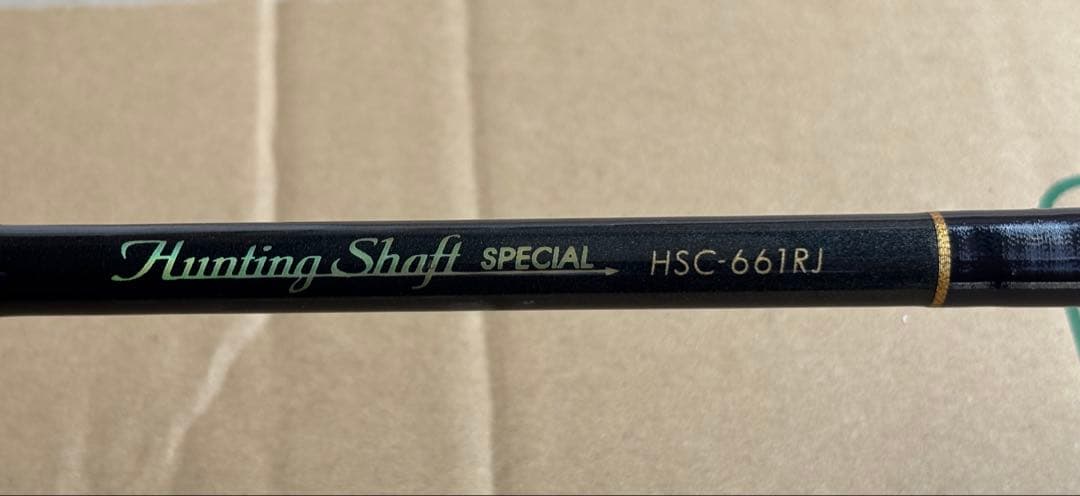 Hunting Shaft SPECIAL HSC-661RJ